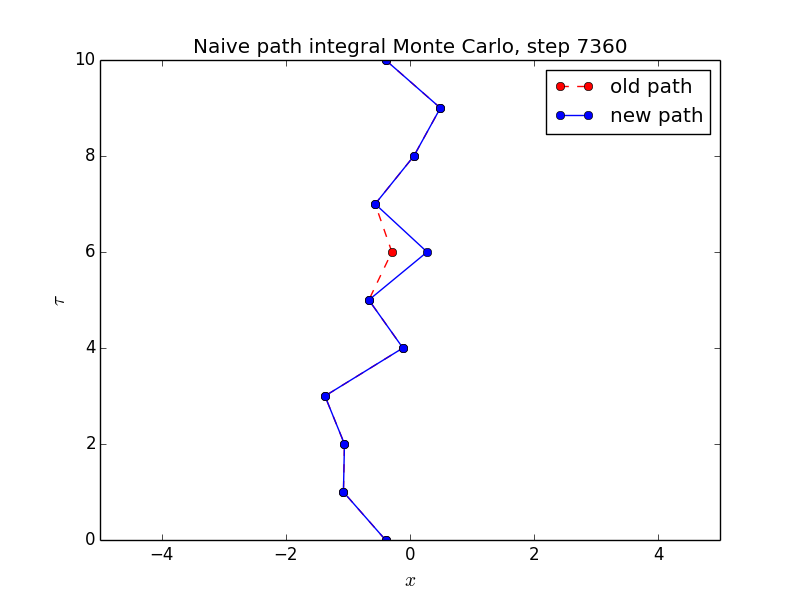 Naive path integral Monte Carlo, step 7360
10
old path
new path
8
6
τ
4
2
0
−4
−2
0
2
4
x